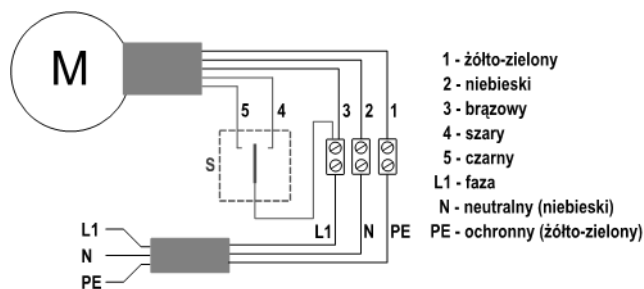 M
5 4 3 2 1
S
L1 N PE
L1
N
PE
1 - żółto-zielony
2 - niebieski
3 - brązowy
4 - szary
5 - czarny
L1 - faza
N - neutralny (niebieski)
PE - ochronny (żółto-zielony)